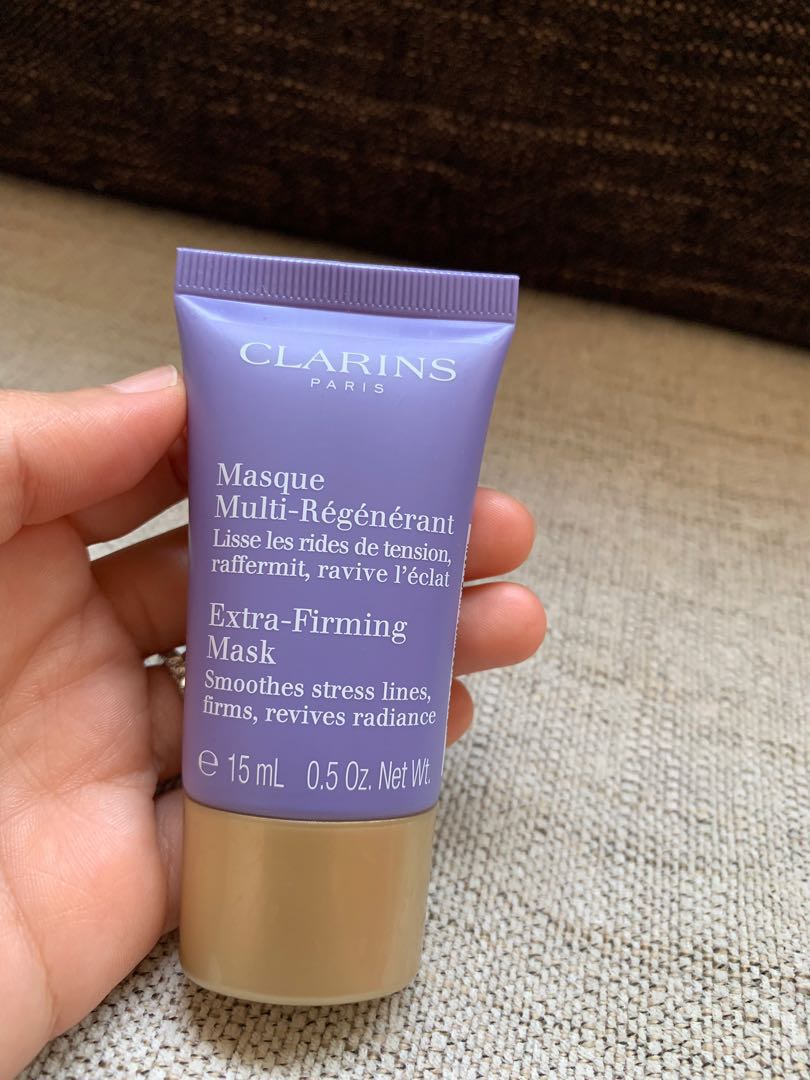 CLARINS
PARIS
Masque
Multi-Régénérant
Lisse les rides de tension,
raffermit, ravive l'éclat
Extra-Firming
Mask
Smoothes stress lines,
firms, revives radiance
℮ 15 mL 0.5 Oz. Net Wt.